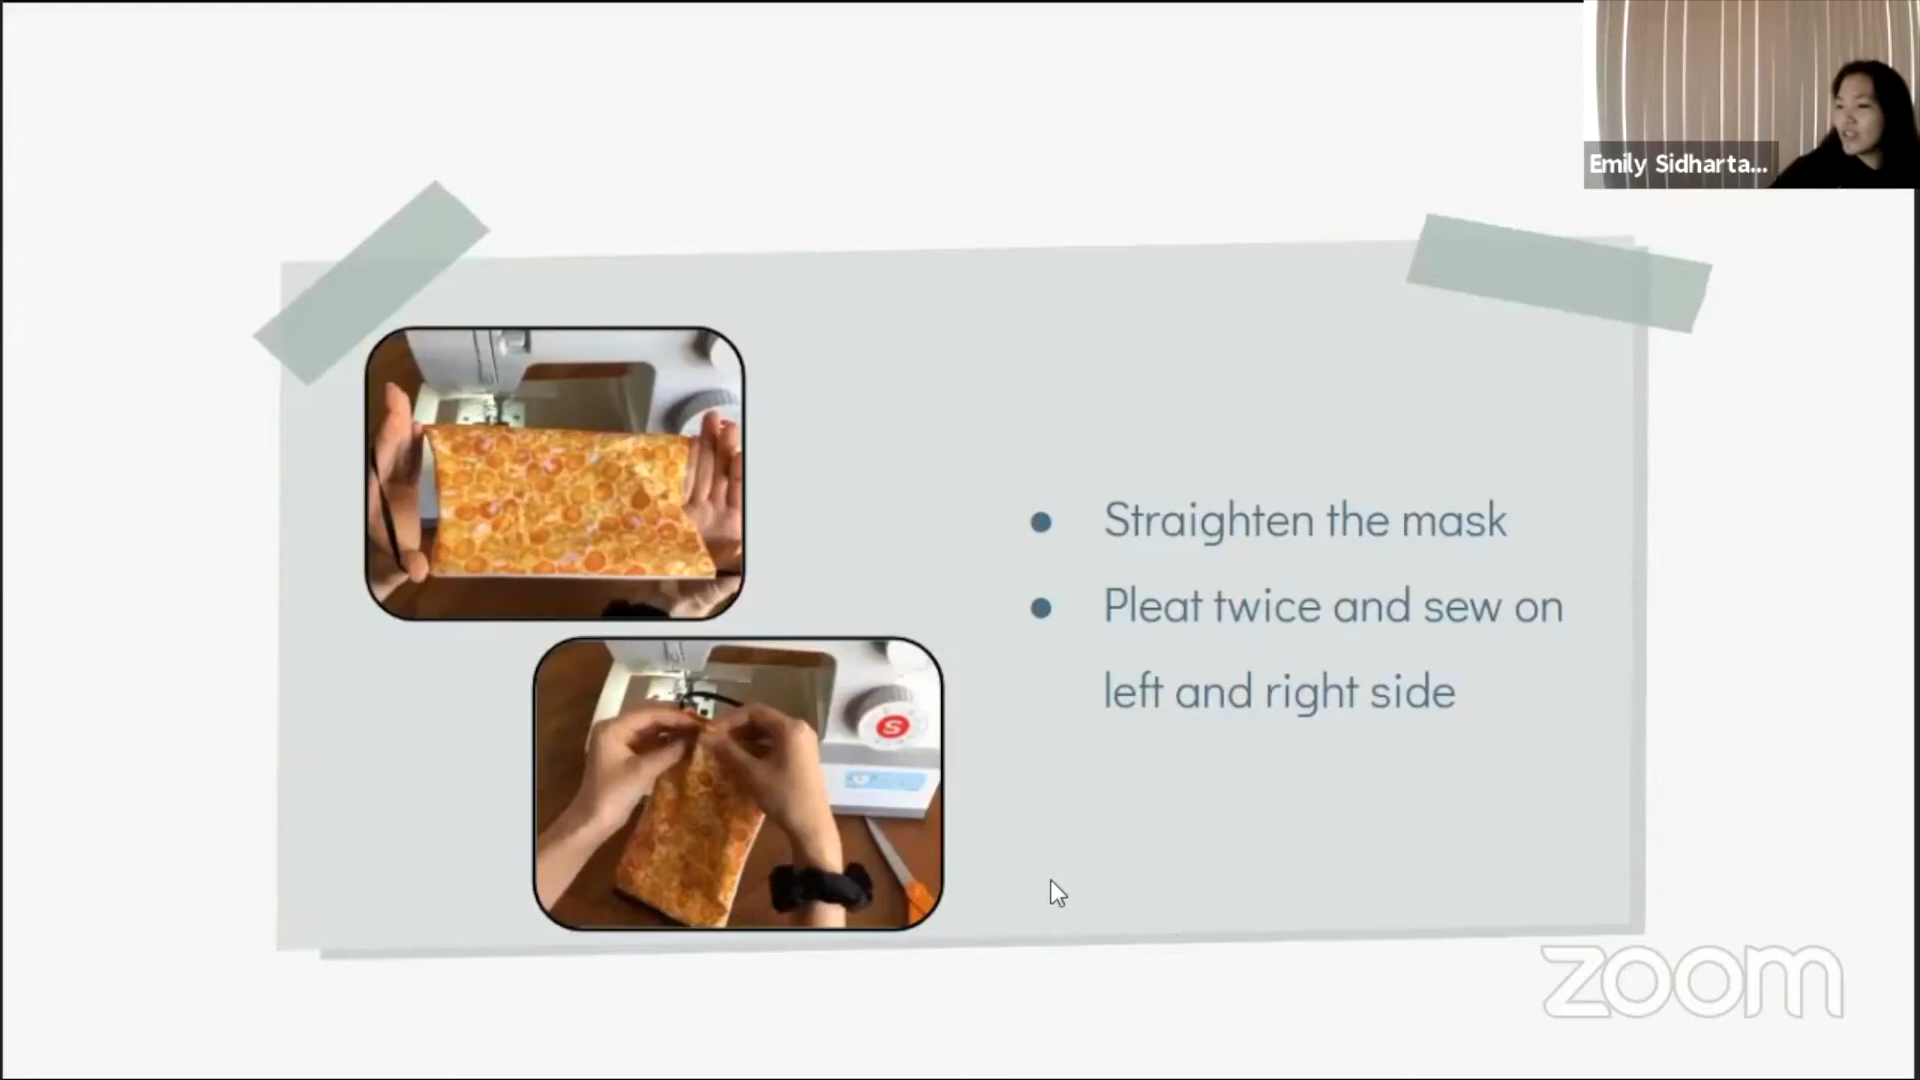 Emily Sidharta...
● Straighten the mask
● Pleat twice and sew on
left and right side
S
zoom